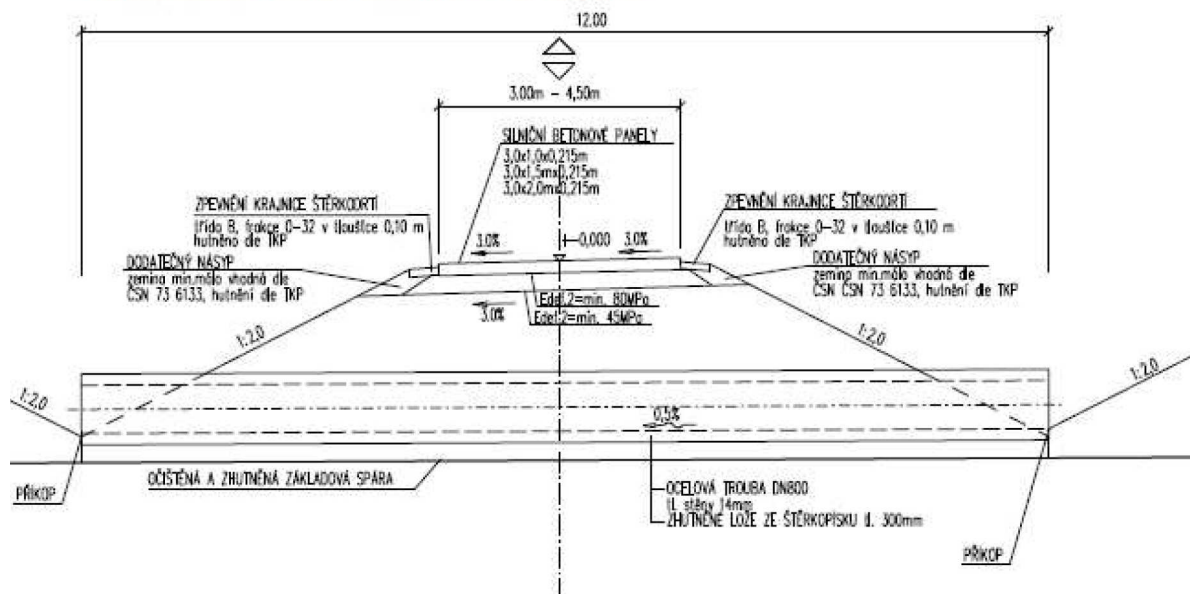 12.00
3.00m - 4,50m
SILNIČNÍ BETONOVÉ PANELY
3,0x1,0x0,215m
3,0x1,5mx0,215m
3,0x2,0mx0,215m
ZPEVNĚNÍ KRAJNICE ŠTĚRKODRTÍ
třída B, frakce 0-32 v tloušťce 0,10 m
hutněno dle TKP
ZPEVNĚNÍ KRAJNICE ŠTĚRKODRTÍ
třída B, frakce 0-32 v tloušťce 0,10 m
hutněno dle TKP
3.0%
±0,000
3.0%
DODATEČNÝ NÁSYP
zemina min.málo vhodná dle
ČSN 73 6133, hutnění dle TKP
DODATEČNÝ NÁSYP
zemina min.málo vhodná dle
ČSN ČSN 73 6133, hutnění dle TKP
Edef,2=min. 80MPa
3.0%
Edef,2=min. 45MPa
1:2,0
1:2,0
1:2,0
1:2,0
0,5%
OČIŠTĚNÁ A ZHUTNĚNÁ ZÁKLADOVÁ SPÁRA
PŘÍKOP
OCELOVÁ TROUBA DN800
tl. stěny 14mm
ZHUTNĚNÉ LOŽE ZE ŠTĚRKOPÍSKU tl. 300mm
PŘÍKOP